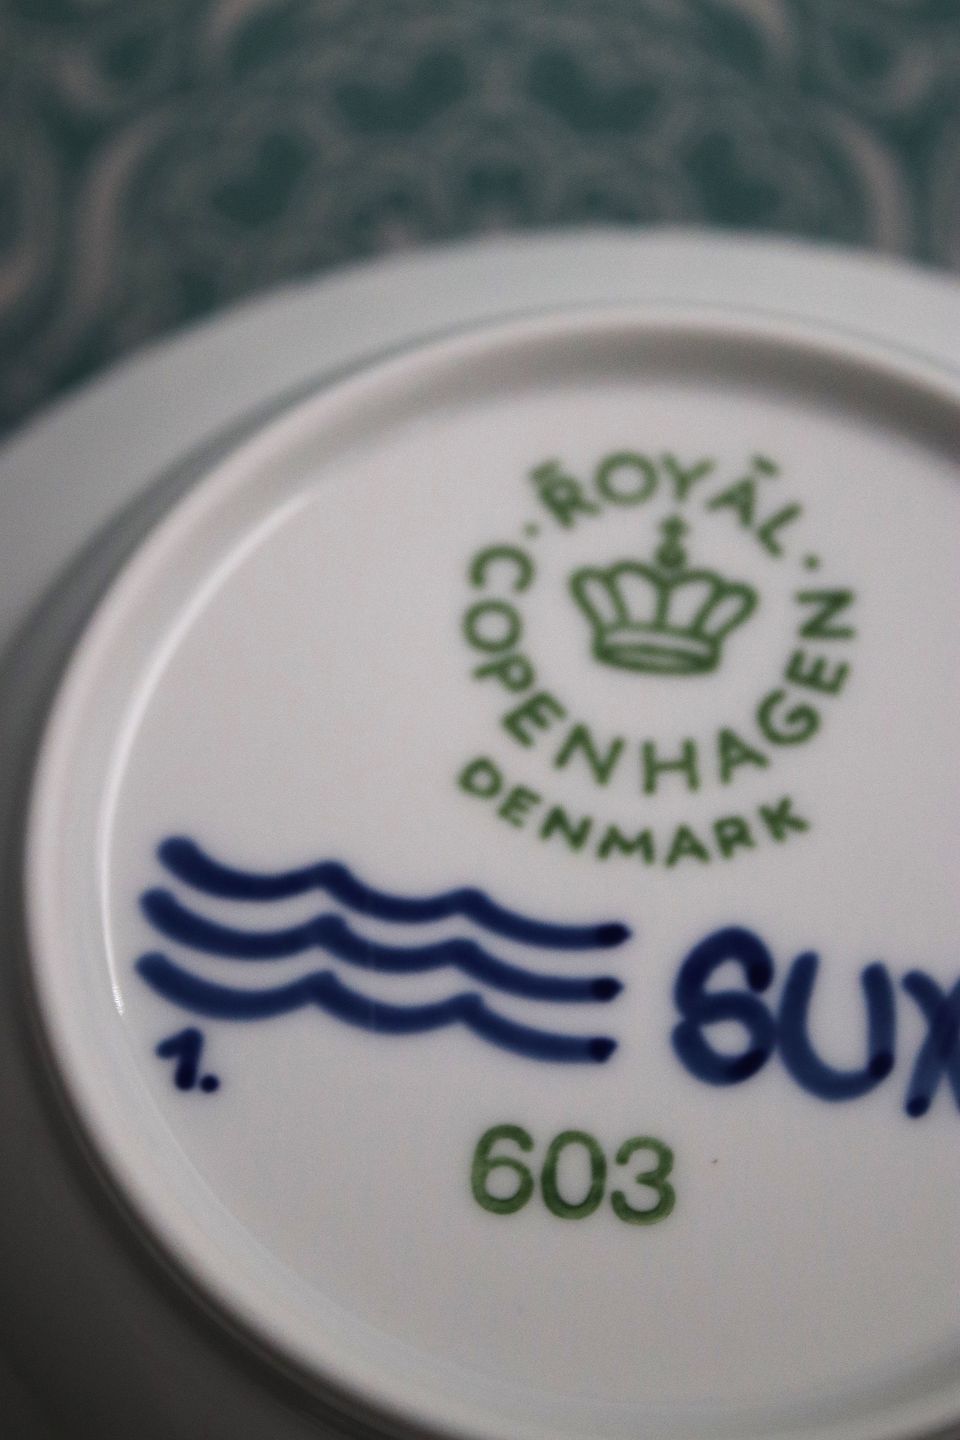 ROYAL
COPENHAGEN
DENMARK
1.
603